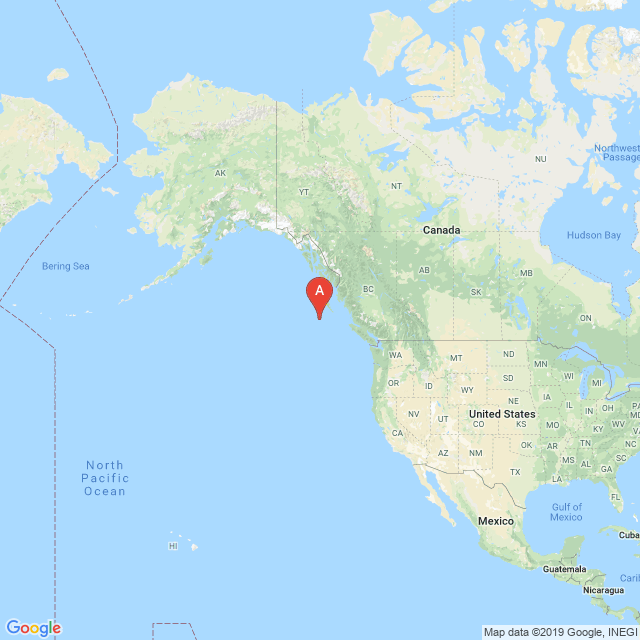 NU
Northwest
Passage
AK
YT
NT
Canada
Hudson Bay
Bering Sea
AB
MB
A
BC
SK
ON
WA
MT
ND
MN
OR
ID
WY
SD
WI
MI
NE
IA
NV
UT
IL
IN
OH
PA
United States
CA
CO
KS
MO
KY
WV
VA
AZ
NM
OK
AR
TN
NC
MS
AL
SC
TX
LA
GA
North
Pacific
Ocean
FL
Gulf of
Mexico
Mexico
Cuba
HI
Guatemala
Carib
Nicaragua
Google
Map data ©2019 Google, INEGI